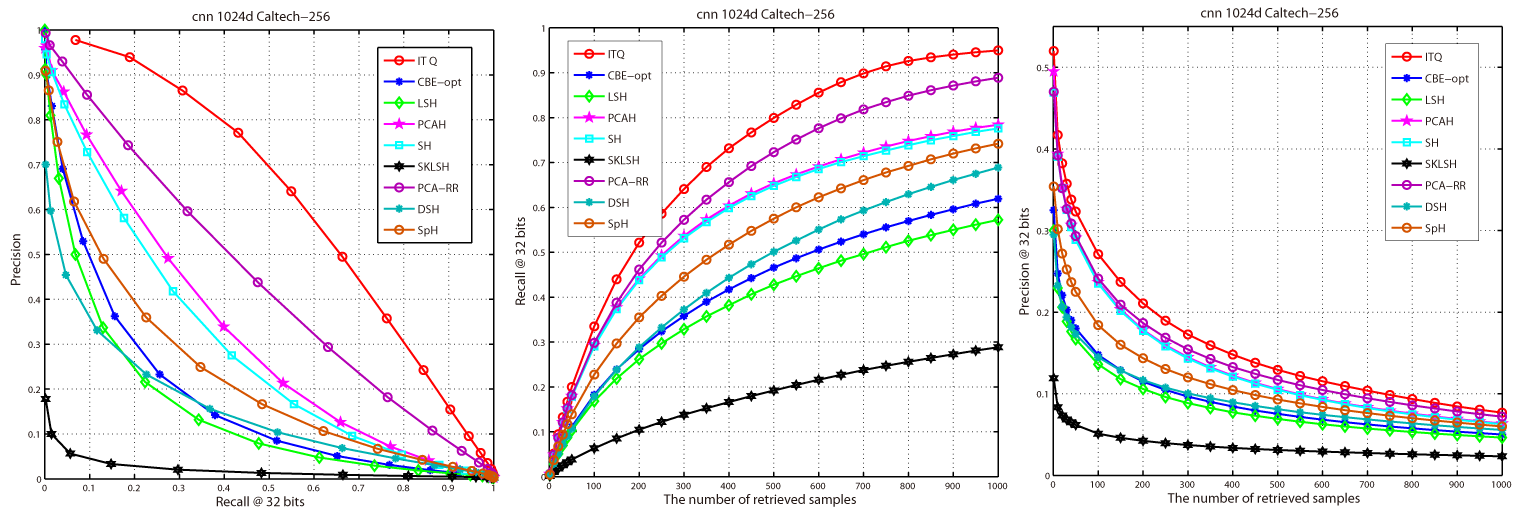 cnn 1024d Caltech−256
Precision
1
0.9
0.8
0.7
0.6
0.5
0.4
0.3
0.2
0.1
0
0 0.1 0.2 0.3 0.4 0.5 0.6 0.7 0.8 0.9 1
Recall @ 32 bits
ITQ
CBE−opt
LSH
PCAH
SH
SKLSH
PCA−RR
DSH
SpH
cnn 1024d Caltech−256
Recall @ 32 bits
1
0.9
0.8
0.7
0.6
0.5
0.4
0.3
0.2
0.1
0
100 200 300 400 500 600 700 800 900 1000
The number of retrieved samples
ITQ
CBE−opt
LSH
PCAH
SH
SKLSH
PCA−RR
DSH
SpH
cnn 1024d Caltech−256
Precision @ 32 bits
0.5
0.4
0.3
0.2
0.1
0
0 100 200 300 400 500 600 700 800 900 1000
The number of retrieved samples
ITQ
CBE−opt
LSH
PCAH
SH
SKLSH
PCA−RR
DSH
SpH